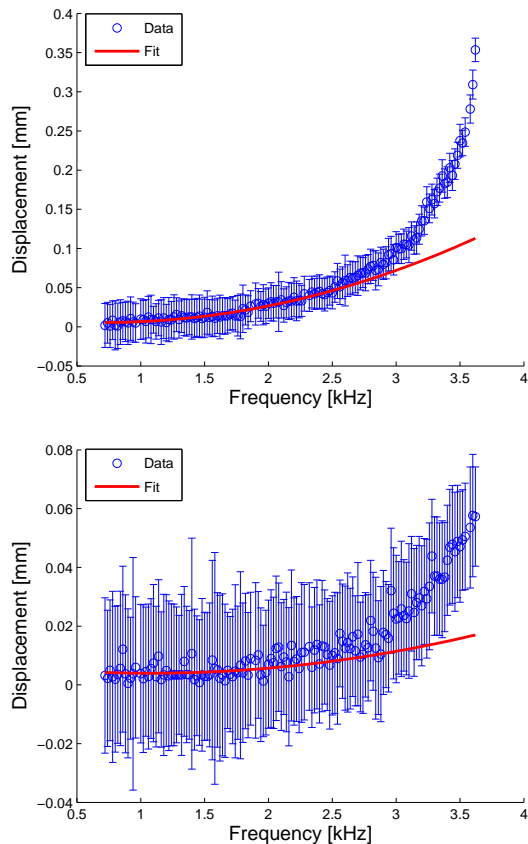 0.4
0.35
0.3
0.25
0.2
0.15
0.1
0.05
0
−0.05
Displacement [mm]
Data
Fit
0.5 1 1.5 2 2.5 3 3.5 4
Frequency [kHz]
0.08
0.06
0.04
0.02
0
−0.02
−0.04
Displacement [mm]
Data
Fit
0.5 1 1.5 2 2.5 3 3.5 4
Frequency [kHz]